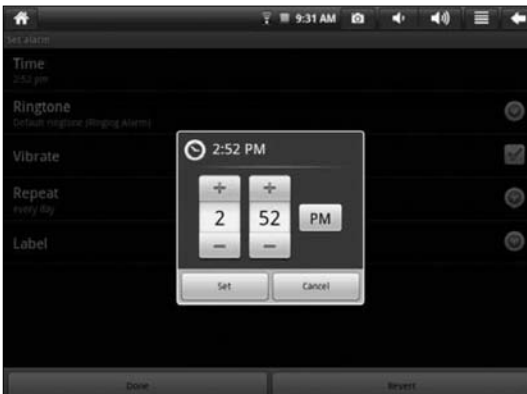 9:31 AM
Set alarm
Time
2:52 pm
Ringtone
Default ringtone (Ringing Alarm)
Vibrate
Repeat
every day
Label
2:52 PM
+ +
2 52 PM
- -
Set Cancel
Done Revert